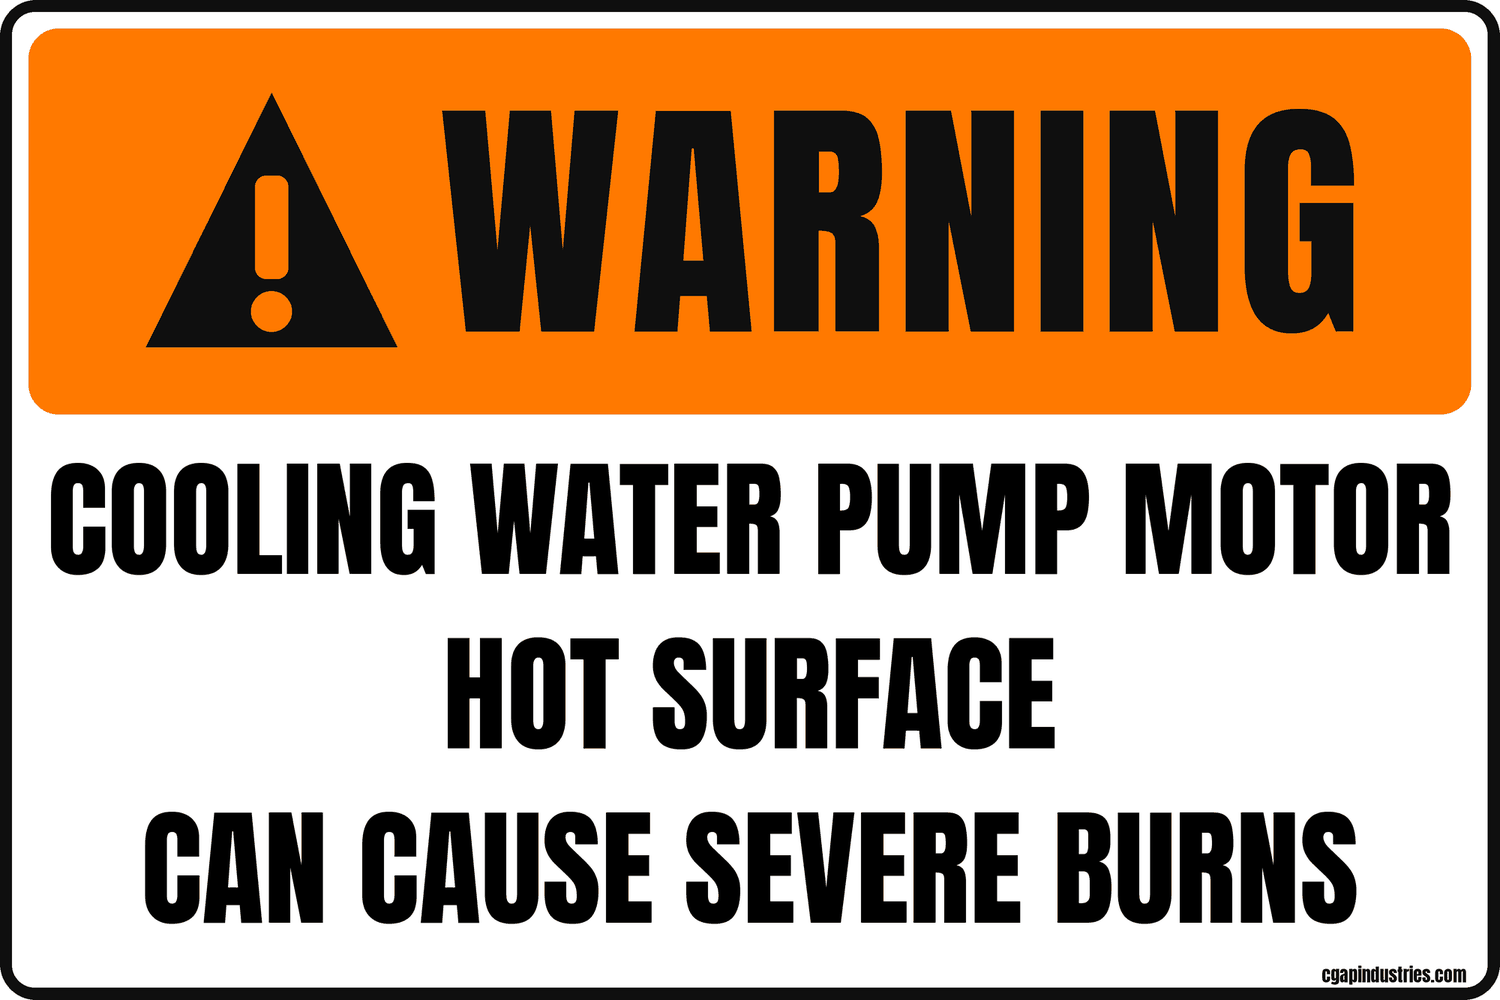 WARNING
COOLING WATER PUMP MOTOR
HOT SURFACE
CAN CAUSE SEVERE BURNS
cgapindustries.com